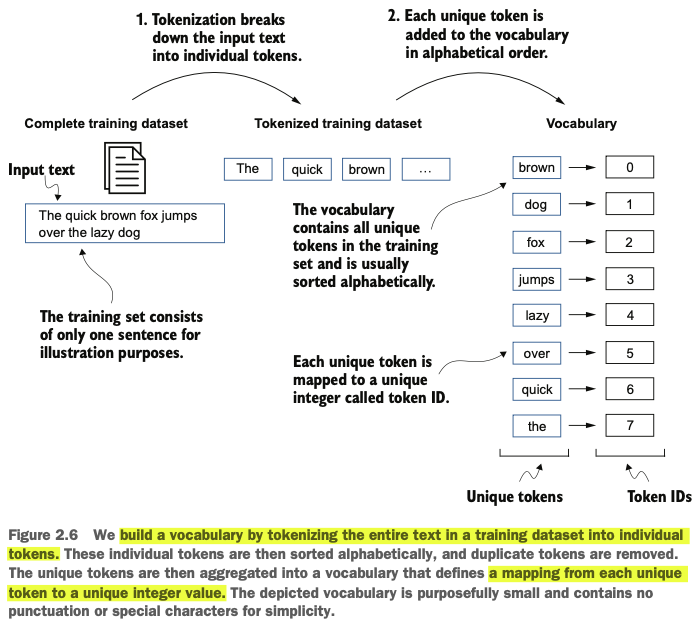 1. Tokenization breaks
down the input text
into individual tokens.
2. Each unique token is
added to the vocabulary
in alphabetical order.
Complete training dataset
Tokenized training dataset
Vocabulary
Input text
The quick brown fox jumps
over the lazy dog
The training set consists
of only one sentence for
illustration purposes.
The
quick
brown
...
The vocabulary
contains all unique
tokens in the training
set and is usually
sorted alphabetically.
Each unique token is
mapped to a unique
integer called token ID.
brown 0
dog 1
fox 2
jumps 3
lazy 4
over 5
quick 6
the 7
Unique tokens
Token IDs
Figure 2.6 We build a vocabulary by tokenizing the entire text in a training dataset into individual
tokens. These individual tokens are then sorted alphabetically, and duplicate tokens are removed.
The unique tokens are then aggregated into a vocabulary that defines a mapping from each unique
token to a unique integer value. The depicted vocabulary is purposefully small and contains no
punctuation or special characters for simplicity.